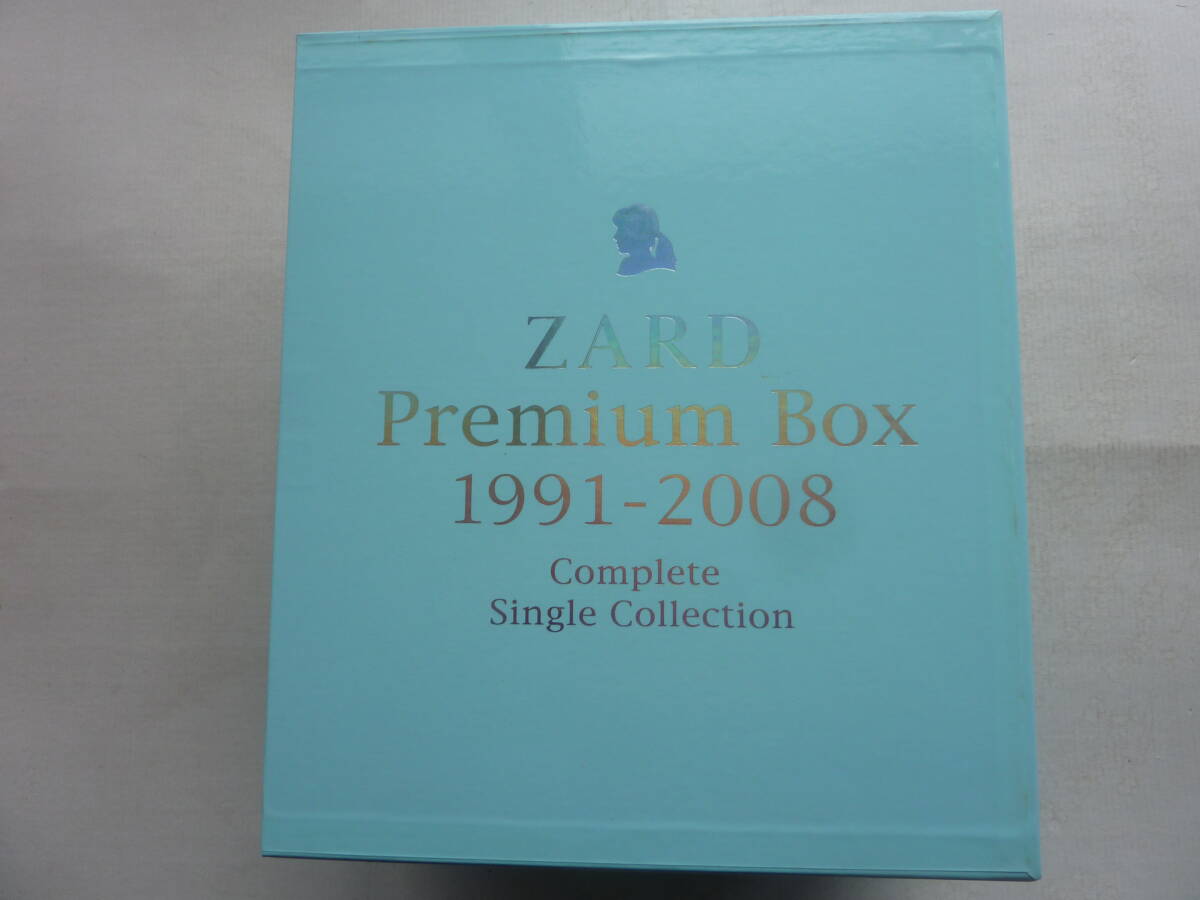 ZARD
Premium Box
1991-2008
Complete
Single Collection